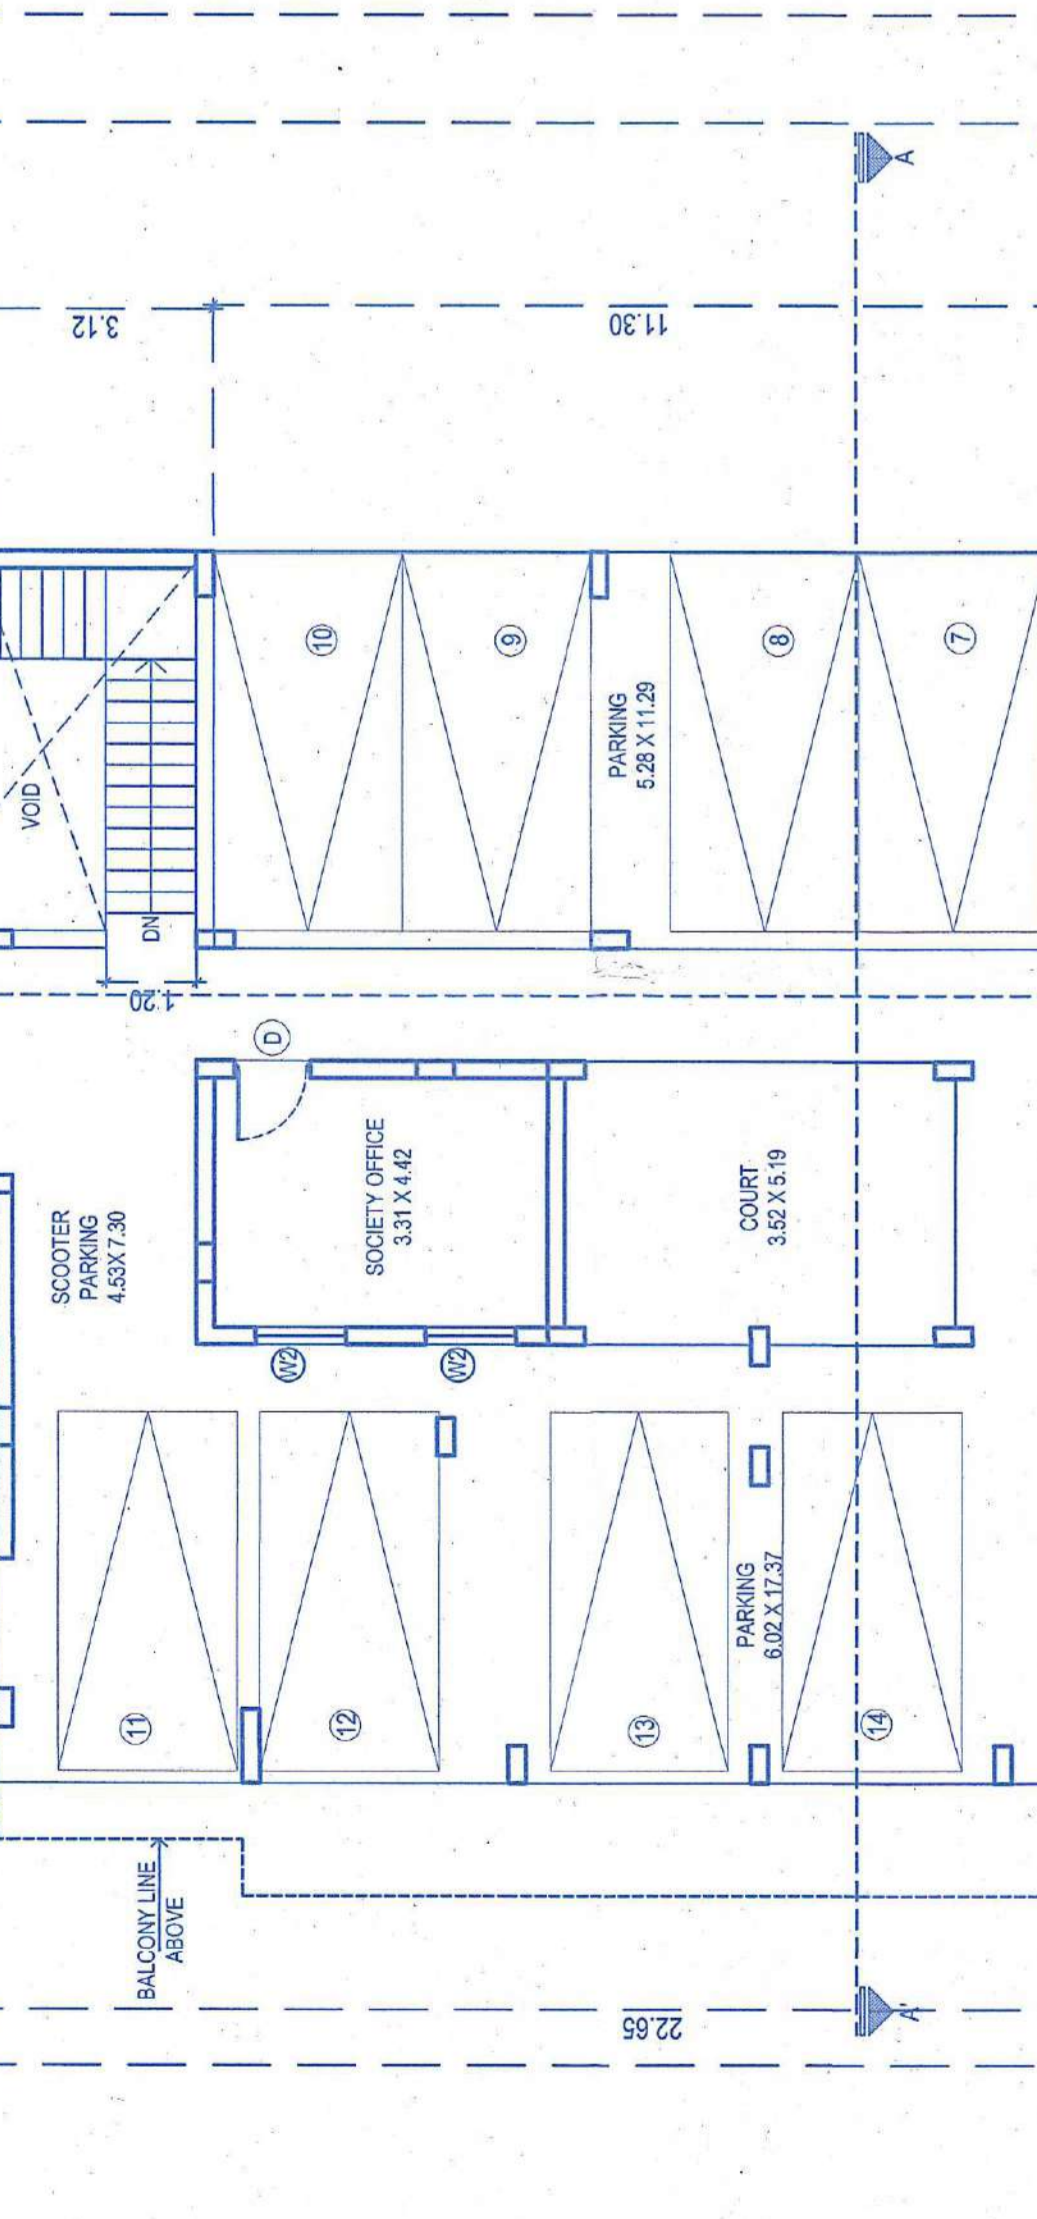 A
3.12
11.30
10
9
8
7
PARKING
5.28 X 11.29
VOID
DN
1.20
D
SCOOTER
PARKING
4.53X 7.30
SOCIETY OFFICE
3.31 X 4.42
COURT
3.52 X 5.19
W2
W2
11
12
13
14
PARKING
6.02 X 17.37
BALCONY LINE
ABOVE
22.65
A'